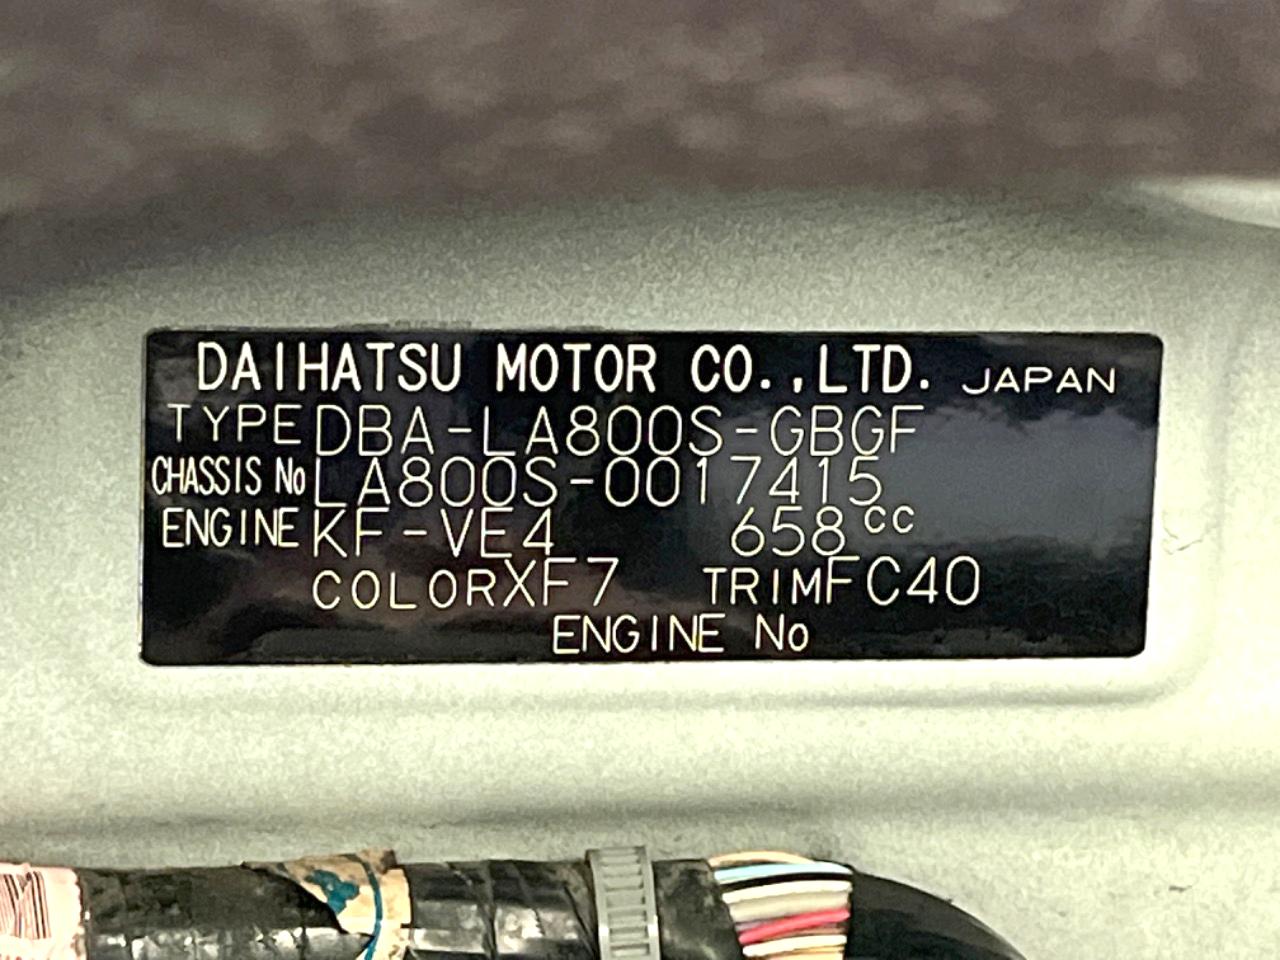 DAIHATSU MOTOR CO.,LTD. JAPAN
TYPE DBA-LA800S-GBGF
CHASSIS No LA800S-0017415
ENGINE KF-VE4 658cc
COLOR XF7 TRIM FC40
ENGINE No